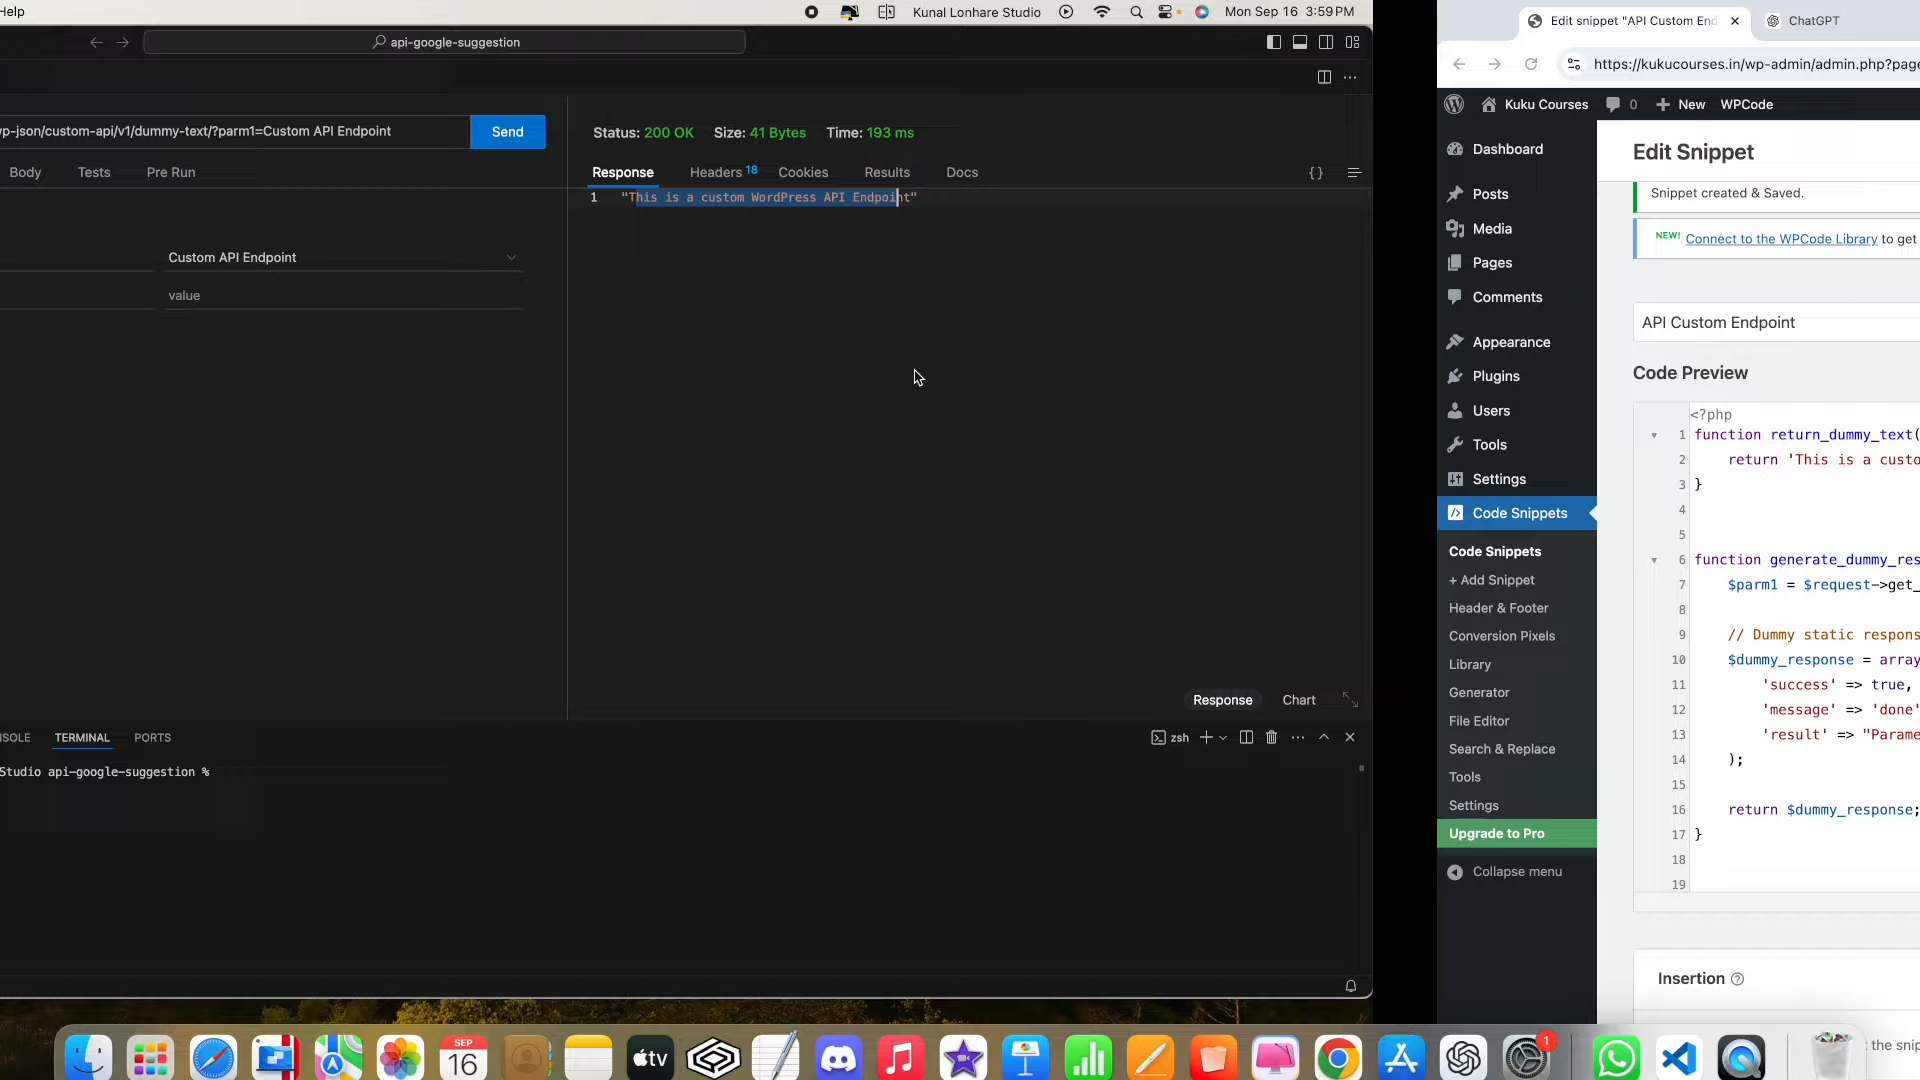 Help
Kunal Lonhare Studio
Mon Sep 16 3:59 PM
api-google-suggestion
p-json/custom-api/v1/dummy-text/?parm1=Custom API Endpoint
Send
Body
Tests
Pre Run
Custom API Endpoint
value
Status: 200 OK Size: 41 Bytes Time: 193 ms
Response
Headers 18
Cookies
Results
Docs
{}
1 "This is a custom WordPress API Endpoint"
Response
Chart
SOLE
TERMINAL
PORTS
zsh
Studio api-google-suggestion %
Edit snippet "API Custom End
ChatGPT
https://kukucourses.in/wp-admin/admin.php?page
Kuku Courses
0
New
WPCode
Dashboard
Posts
Media
Pages
Comments
Appearance
Plugins
Users
Tools
Settings
Code Snippets
Code Snippets
+ Add Snippet
Header & Footer
Conversion Pixels
Library
Generator
File Editor
Search & Replace
Tools
Settings
Upgrade to Pro
Collapse menu
Edit Snippet
Snippet created & Saved.
NEW! Connect to the WPCode Library to get
API Custom Endpoint
Code Preview
<?php
1 function return_dummy_text(
2 return 'This is a custo
3 }
4
5
6 function generate_dummy_res
7 $parm1 = $request->get_
8
9 // Dummy static respons
10 $dummy_response = array
11 'success' => true,
12 'message' => 'done'
13 'result' => "Parame
14 );
15
16 return $dummy_response;
17 }
18
19
Insertion
the snip
SEP
16
tv
1